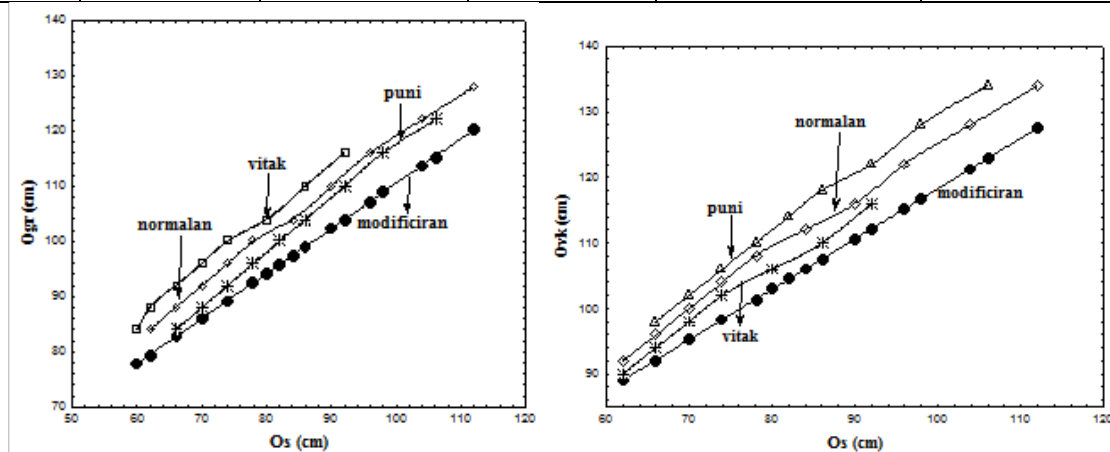 140
130
120
110
100
90
80
70
Ogr (cm)
puni
vitak
normalan
modificiran
50 60 70 80 90 100 110 120
Os (cm)
140
130
120
110
100
90
Ovk (cm)
normalan
puni
modificiran
vitak
60 70 80 90 100 110 120
Os (cm)